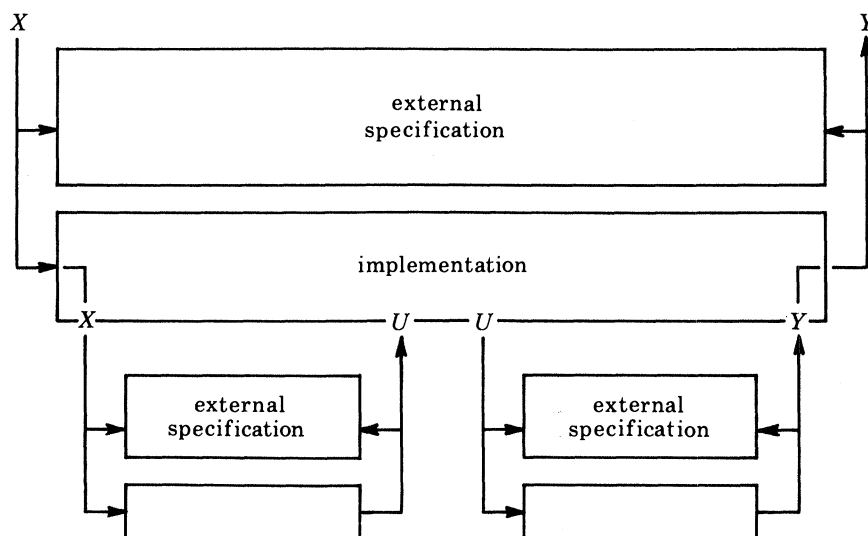 X Y
external
specification
implementation
X U U Y
external external
specification specification